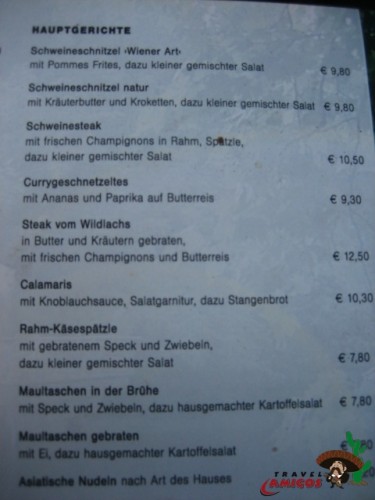 HAUPTGERICHTE
Schweineschnitzel ‹Wiener Art›
mit Pommes Frites, dazu kleiner gemischter Salat € 9,80
Schweineschnitzel natur
mit Kräuterbutter und Kroketten, dazu kleiner gemischter Salat € 9,80
Schweinesteak
mit frischen Champignons in Rahm, Spätzle,
dazu kleiner gemischter Salat € 10,50
Currygeschnetzeltes
mit Ananas und Paprika auf Butterreis € 9,30
Steak vom Wildlachs
in Butter und Kräutern gebraten,
mit frischen Champignons und Butterreis € 12,50
Calamaris
mit Knoblauchsauce, Salatgarnitur, dazu Stangenbrot € 10,30
Rahm-Käsespätzle
mit gebratenem Speck und Zwiebeln,
dazu kleiner gemischter Salat € 7,80
Maultaschen in der Brühe
mit Speck und Zwiebeln, dazu hausgemachter Kartoffelsalat € 7,80
Maultaschen gebraten
mit Ei, dazu hausgemachter Kartoffelsalat
Asiatische Nudeln nach Art des Hauses
TRAVEL
AMIGOS